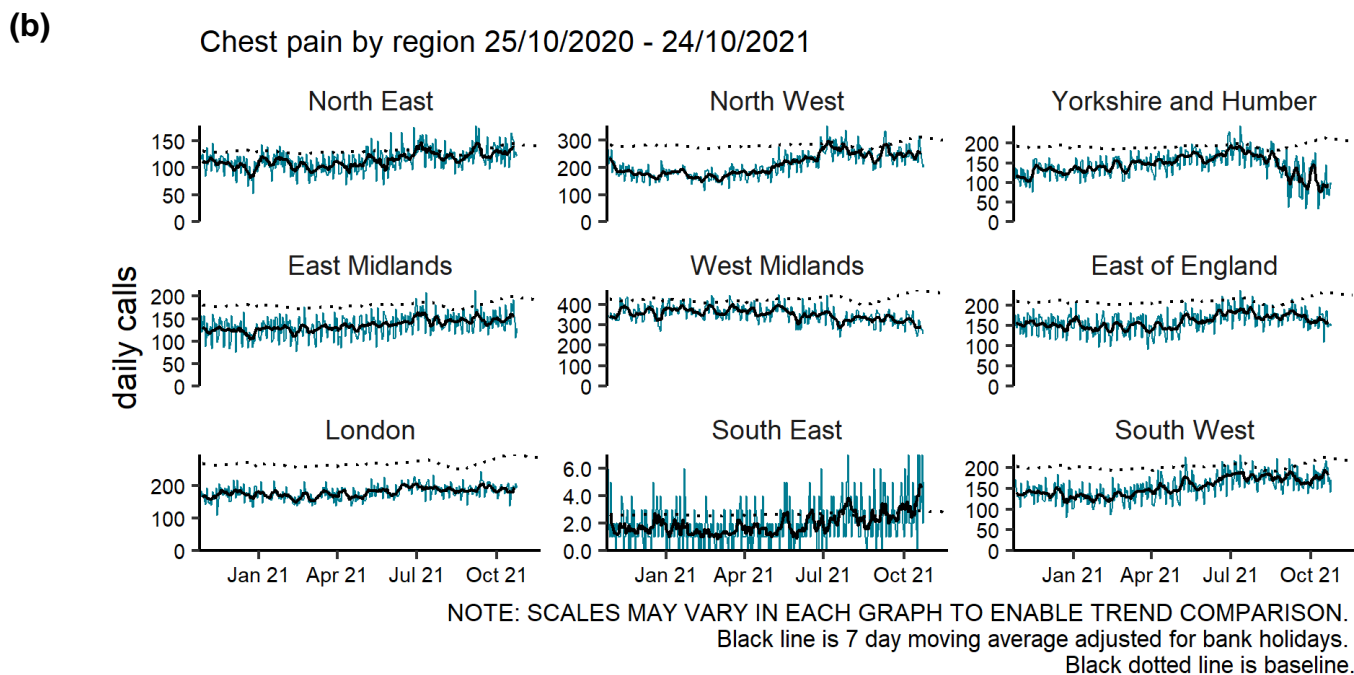 (b)
Chest pain by region 25/10/2020 - 24/10/2021
daily calls
North East
150
100
50
0
North West
300
200
100
0
Yorkshire and Humber
200
150
100
50
0
East Midlands
200
150
100
50
0
West Midlands
400
300
200
100
0
East of England
200
150
100
50
0
London
200
100
0
Jan 21 Apr 21 Jul 21 Oct 21
South East
6.0
4.0
2.0
0.0
Jan 21 Apr 21 Jul 21 Oct 21
South West
200
150
100
50
0
Jan 21 Apr 21 Jul 21 Oct 21
NOTE: SCALES MAY VARY IN EACH GRAPH TO ENABLE TREND COMPARISON.
Black line is 7 day moving average adjusted for bank holidays.
Black dotted line is baseline.